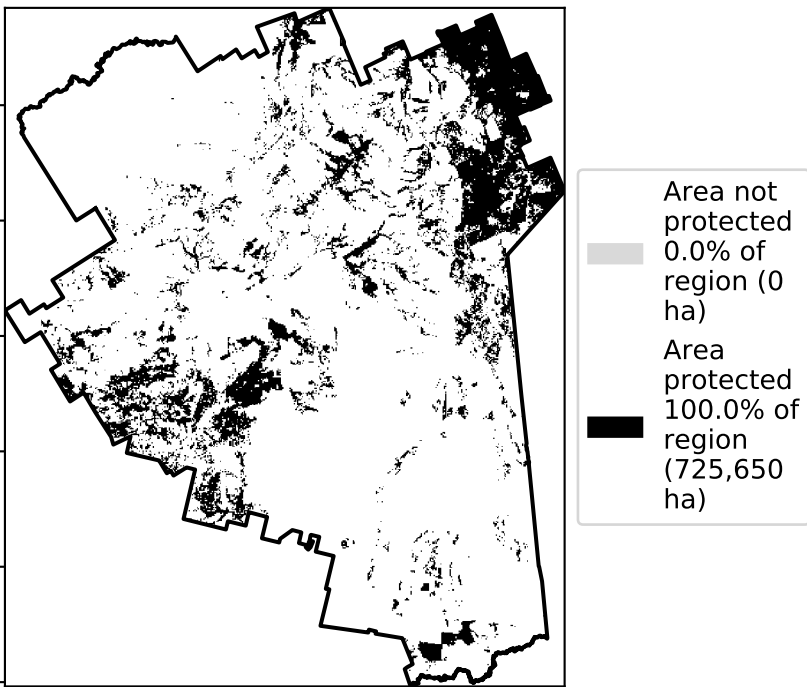 Area not
protected
0.0% of
region (0
ha)
Area
protected
100.0% of
region
(725,650
ha)